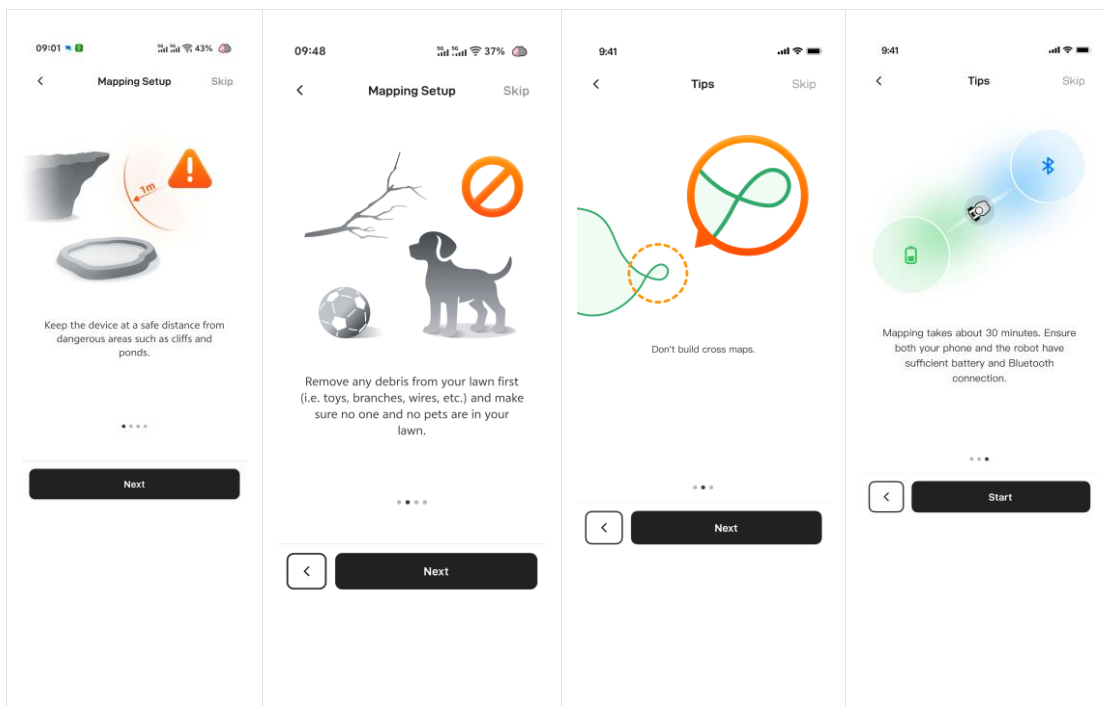 09:01
5G 5G 43%
Mapping Setup
Skip
1m
Keep the device at a safe distance from
dangerous areas such as cliffs and
ponds.
Next
09:48
5G 5G 37%
Mapping Setup
Skip
Remove any debris from your lawn first
(i.e. toys, branches, wires, etc.) and make
sure no one and no pets are in your
lawn.
Next
9:41
Tips
Skip
Don't build cross maps.
Next
9:41
Tips
Skip
Mapping takes about 30 minutes. Ensure
both your phone and the robot have
sufficient battery and Bluetooth
connection.
Start